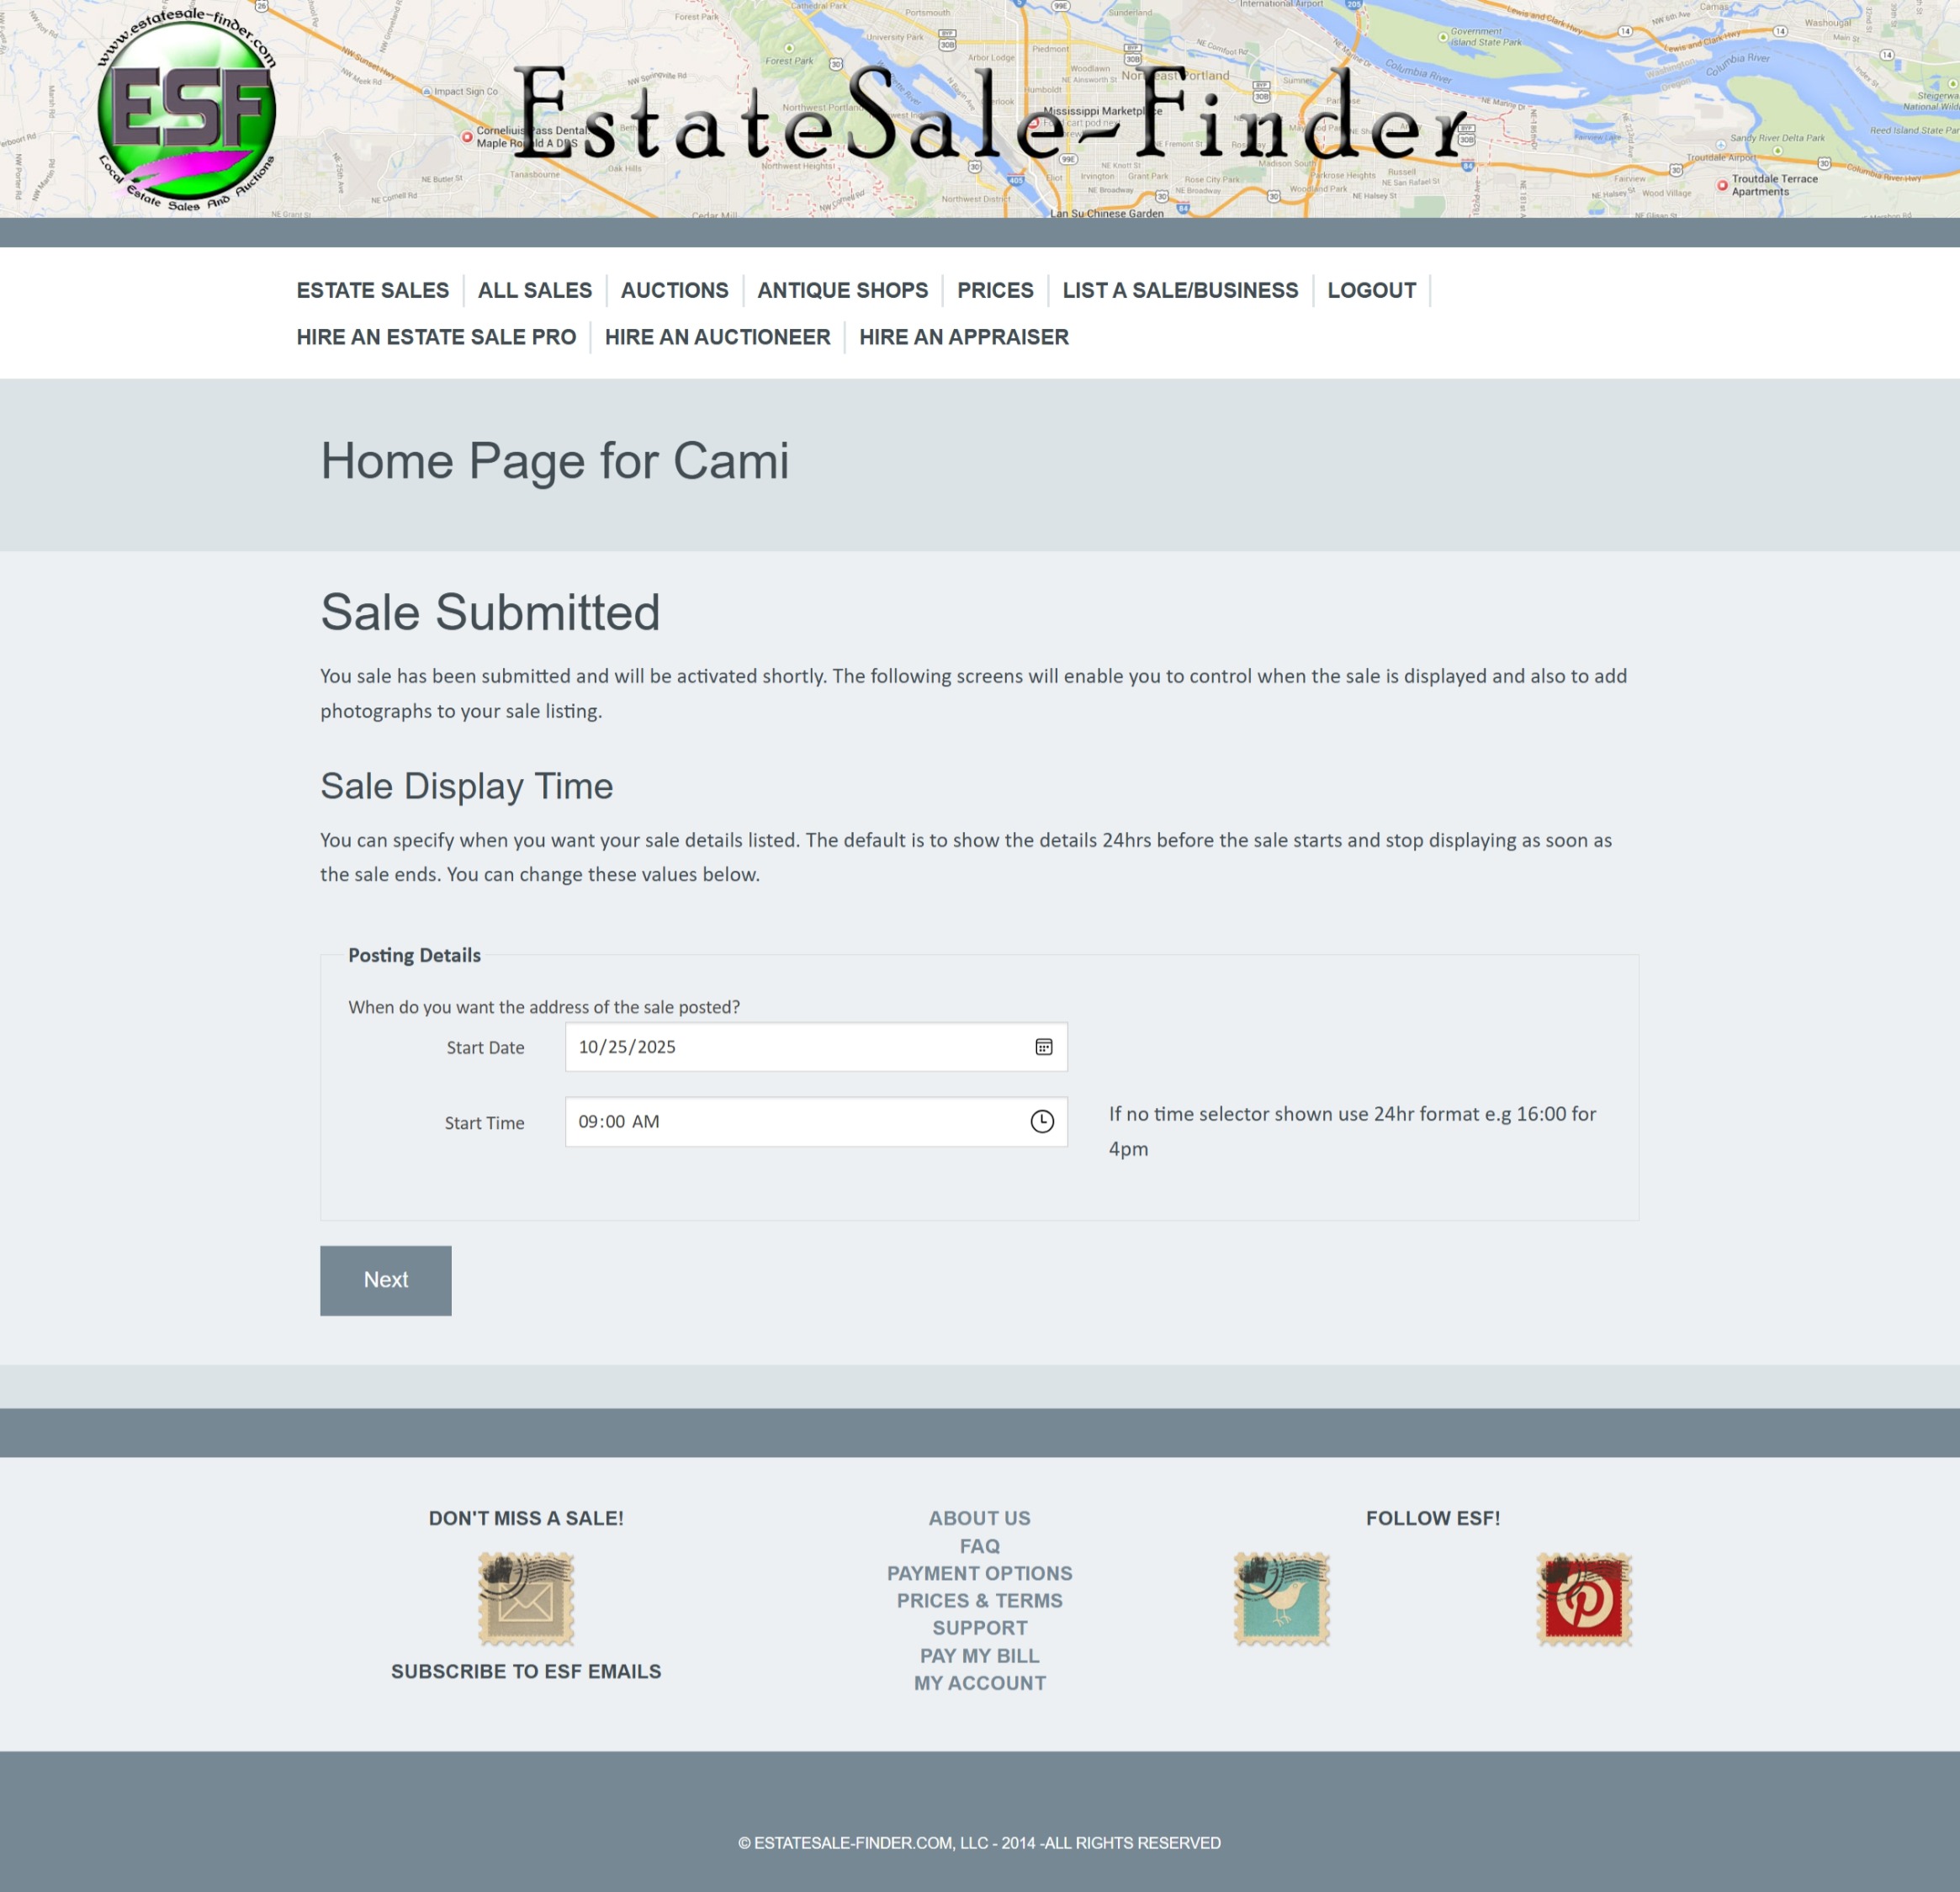 www.estatesale-finder.com
ESF
Local Estate Sales And Auctions
EstateSale-Finder
ESTATE SALES
ALL SALES
AUCTIONS
ANTIQUE SHOPS
PRICES
LIST A SALE/BUSINESS
LOGOUT
HIRE AN ESTATE SALE PRO
HIRE AN AUCTIONEER
HIRE AN APPRAISER
Home Page for Cami
Sale Submitted
You sale has been submitted and will be activated shortly. The following screens will enable you to control when the sale is displayed and also to add
photographs to your sale listing.
Sale Display Time
You can specify when you want your sale details listed. The default is to show the details 24hrs before the sale starts and stop displaying as soon as
the sale ends. You can change these values below.
Posting Details
When do you want the address of the sale posted?
Start Date
10/25/2025
Start Time
09:00 AM
If no time selector shown use 24hr format e.g 16:00 for
4pm
Next
DON'T MISS A SALE!
SUBSCRIBE TO ESF EMAILS
ABOUT US
FAQ
PAYMENT OPTIONS
PRICES & TERMS
SUPPORT
PAY MY BILL
MY ACCOUNT
FOLLOW ESF!
© ESTATESALE-FINDER.COM, LLC - 2014 -ALL RIGHTS RESERVED